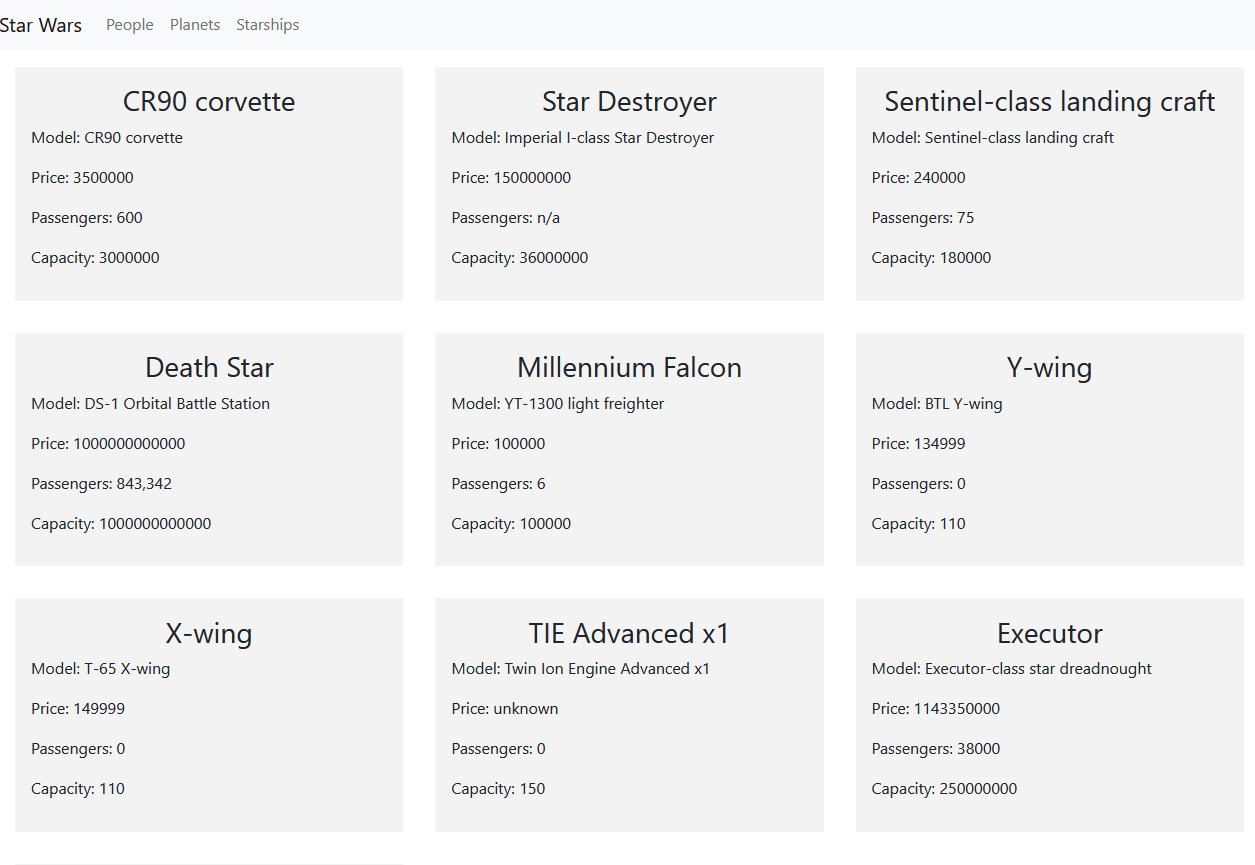 Star Wars People Planets Starships
CR90 corvette
Model: CR90 corvette
Price: 3500000
Passengers: 600
Capacity: 3000000
Star Destroyer
Model: Imperial I-class Star Destroyer
Price: 150000000
Passengers: n/a
Capacity: 36000000
Sentinel-class landing craft
Model: Sentinel-class landing craft
Price: 240000
Passengers: 75
Capacity: 180000
Death Star
Model: DS-1 Orbital Battle Station
Price: 1000000000000
Passengers: 843,342
Capacity: 1000000000000
Millennium Falcon
Model: YT-1300 light freighter
Price: 100000
Passengers: 6
Capacity: 100000
Y-wing
Model: BTL Y-wing
Price: 134999
Passengers: 0
Capacity: 110
X-wing
Model: T-65 X-wing
Price: 149999
Passengers: 0
Capacity: 110
TIE Advanced x1
Model: Twin Ion Engine Advanced x1
Price: unknown
Passengers: 0
Capacity: 150
Executor
Model: Executor-class star dreadnought
Price: 1143350000
Passengers: 38000
Capacity: 250000000